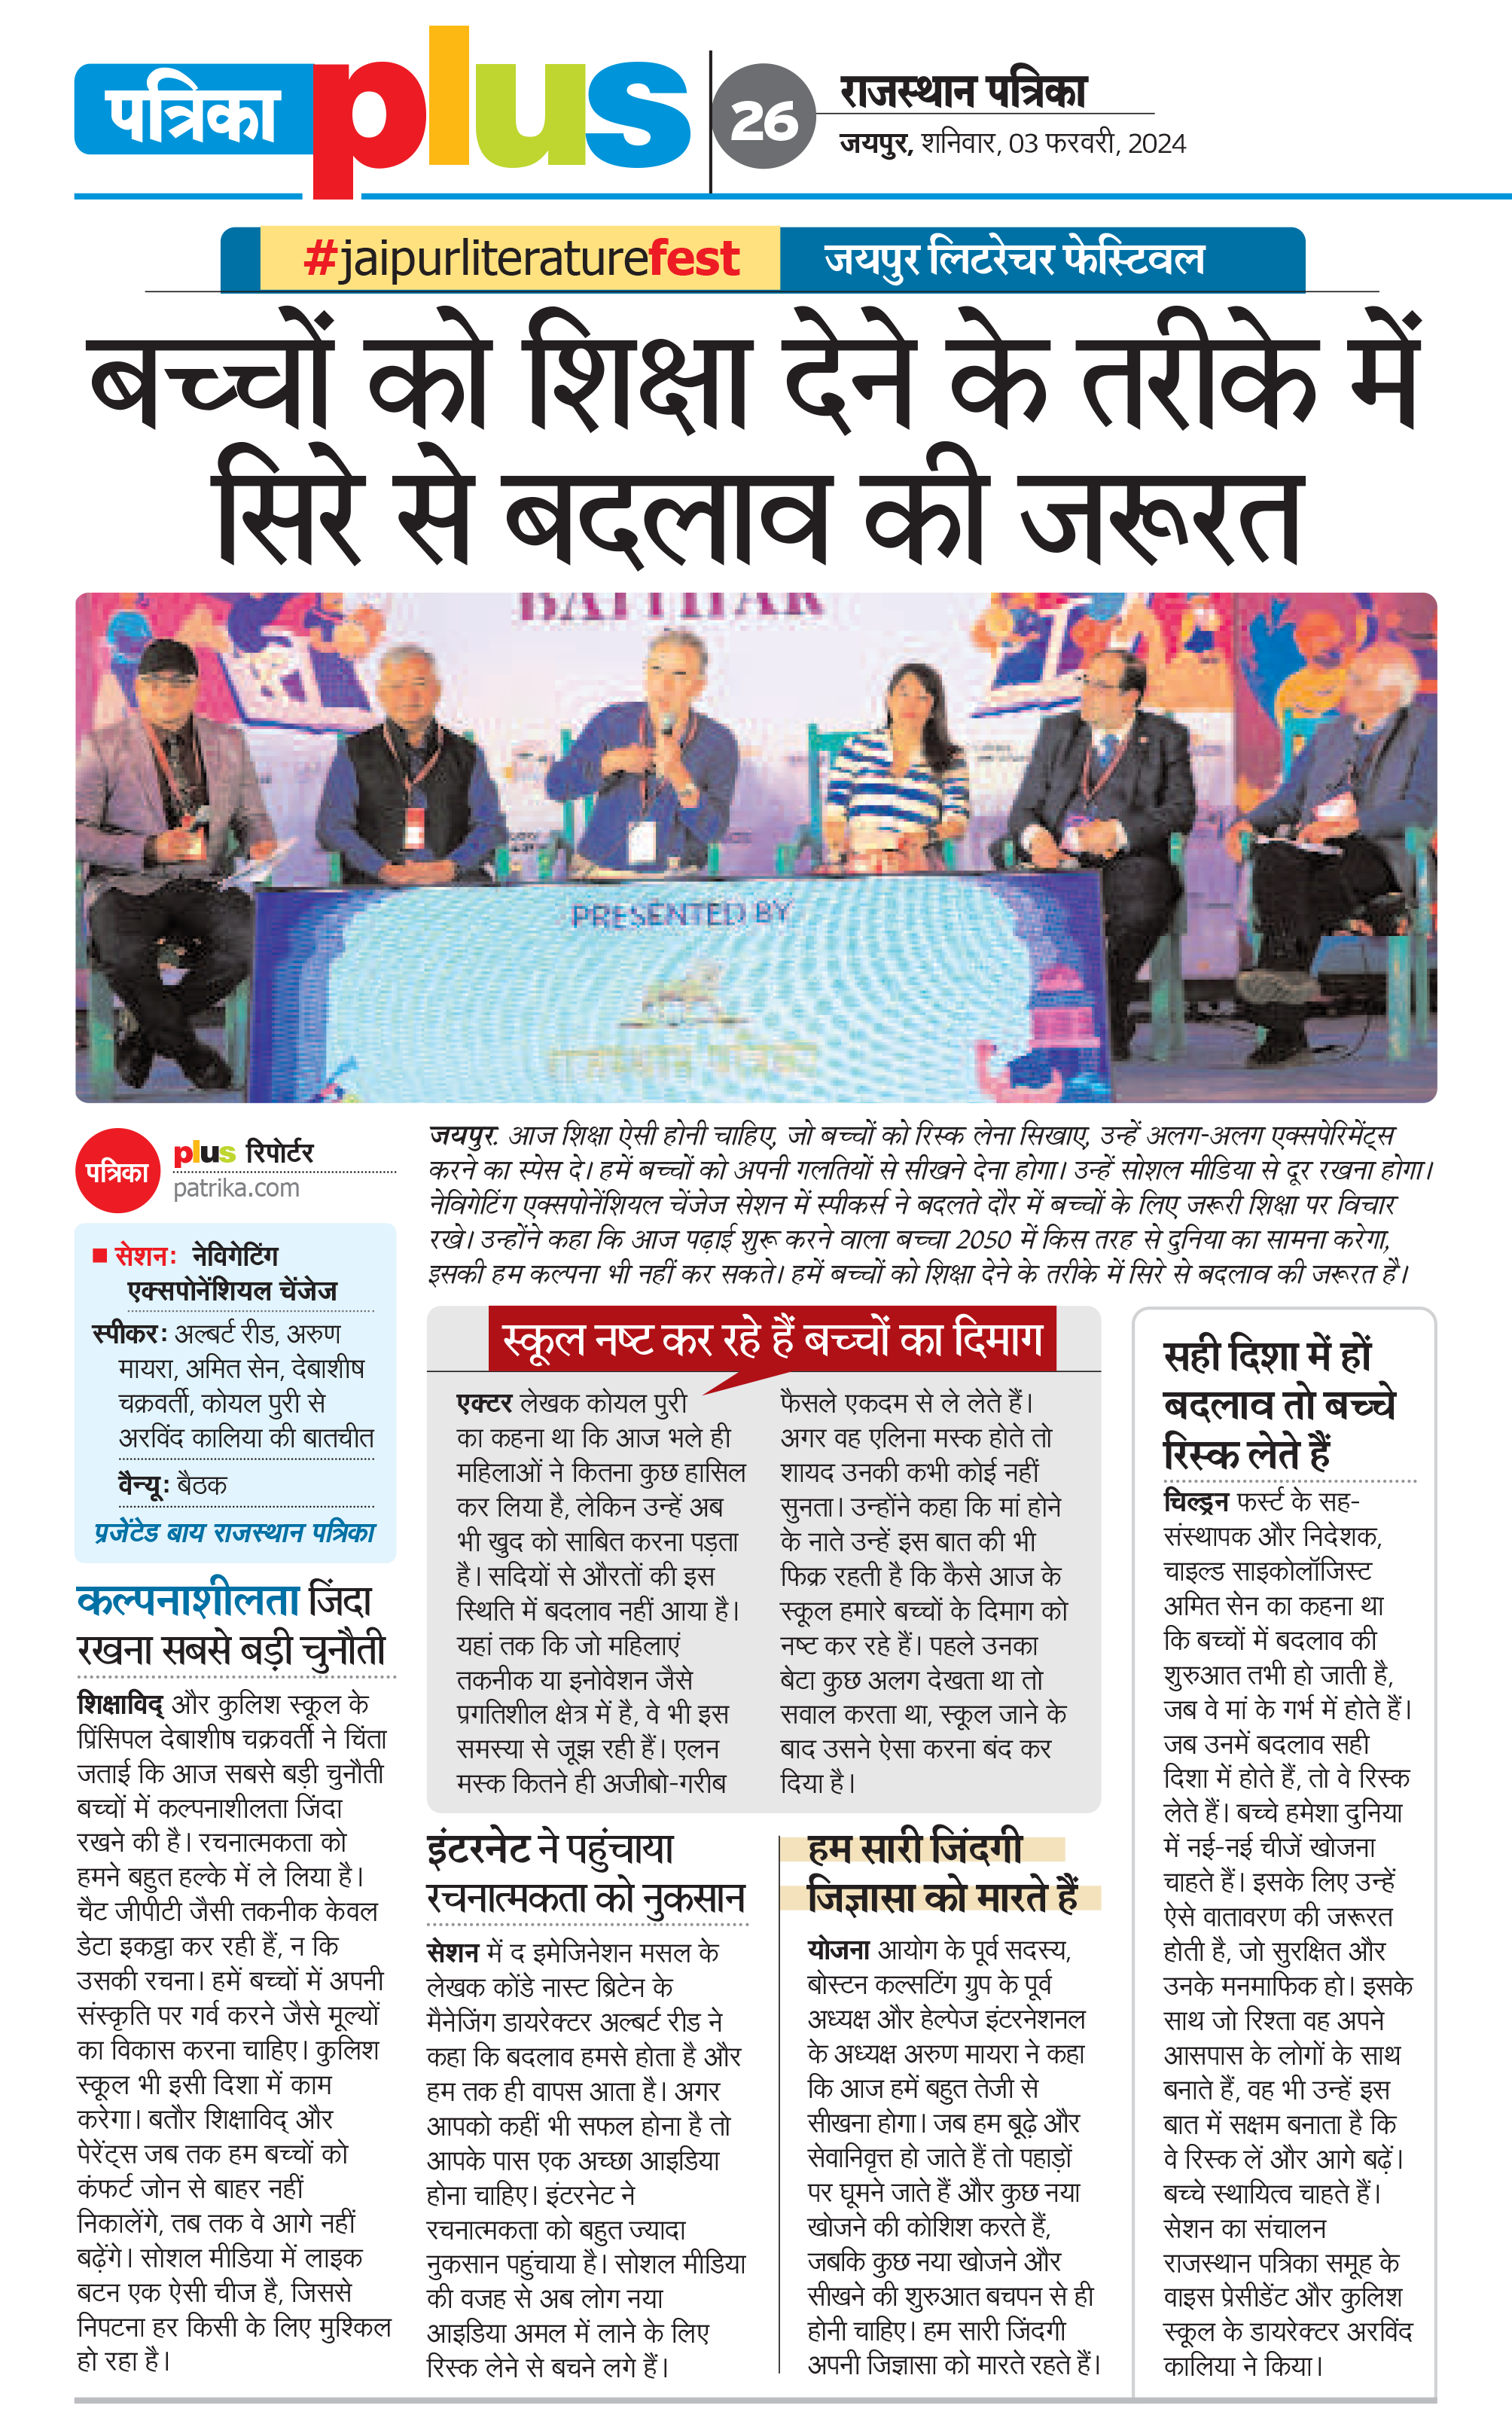 पत्रिका plus
26
राजस्थान पत्रिका
जयपुर, शनिवार, 03 फरवरी, 2024
#jaipurliteraturefest
जयपुर लिटरेचर फेस्टिवल
बच्चों को शिक्षा देने के तरीके में
सिरे से बदलाव की जरूरत
PRESENTED BY
राजस्थान पत्रिका
पत्रिका
plus रिपोर्टर
patrika.com
जयपुर. आज शिक्षा ऐसी होनी चाहिए, जो बच्चों को रिस्क लेना सिखाए, उन्हें अलग-अलग एक्सपेरिमेंट्स
करने का स्पेस दे। हमें बच्चों को अपनी गलतियों से सीखने देना होगा। उन्हें सोशल मीडिया से दूर रखना होगा।
नेविगेटिंग एक्सपोनेंशियल चेंजेज सेशन में स्पीकर्स ने बदलते दौर में बच्चों के लिए जरूरी शिक्षा पर विचार
रखे। उन्होंने कहा कि आज पढ़ाई शुरू करने वाला बच्चा 2050 में किस तरह से दुनिया का सामना करेगा,
इसकी हम कल्पना भी नहीं कर सकते। हमें बच्चों को शिक्षा देने के तरीके में सिरे से बदलाव की जरूरत है।
सेशन: नेविगेटिंग
एक्सपोनेंशियल चेंजेज
स्पीकर: अल्बर्ट रीड, अरुण
मायरा, अमित सेन, देबाशीष
चक्रवर्ती, कोयल पुरी से
अरविंद कालिया की बातचीत
वैन्यू: बैठक
प्रजेंटेड बाय राजस्थान पत्रिका
कल्पनाशीलता जिंदा
रखना सबसे बड़ी चुनौती
शिक्षाविद् और कुलिश स्कूल के
प्रिंसिपल देबाशीष चक्रवर्ती ने चिंता
जताई कि आज सबसे बड़ी चुनौती
बच्चों में कल्पनाशीलता जिंदा
रखने की है। रचनात्मकता को
हमने बहुत हल्के में ले लिया है।
चैट जीपीटी जैसी तकनीक केवल
डेटा इकट्ठा कर रही हैं, न कि
उसकी रचना। हमें बच्चों में अपनी
संस्कृति पर गर्व करने जैसे मूल्यों
का विकास करना चाहिए। कुलिश
स्कूल भी इसी दिशा में काम
करेगा। बतौर शिक्षाविद् और
पेरेंट्स जब तक हम बच्चों को
कंफर्ट जोन से बाहर नहीं
निकालेंगे, तब तक वे आगे नहीं
बढ़ेंगे। सोशल मीडिया में लाइक
बटन एक ऐसी चीज है, जिससे
निपटना हर किसी के लिए मुश्किल
हो रहा है।
स्कूल नष्ट कर रहे हैं बच्चों का दिमाग
एक्टर लेखक कोयल पुरी
का कहना था कि आज भले ही
महिलाओं ने कितना कुछ हासिल
कर लिया है, लेकिन उन्हें अब
भी खुद को साबित करना पड़ता
है। सदियों से औरतों की इस
स्थिति में बदलाव नहीं आया है।
यहां तक कि जो महिलाएं
तकनीक या इनोवेशन जैसे
प्रगतिशील क्षेत्र में है, वे भी इस
समस्या से जूझ रही हैं। एलन
मस्क कितने ही अजीबो-गरीब
फैसले एकदम से ले लेते हैं।
अगर वह एलिना मस्क होते तो
शायद उनकी कभी कोई नहीं
सुनता। उन्होंने कहा कि मां होने
के नाते उन्हें इस बात की भी
फिक्र रहती है कि कैसे आज के
स्कूल हमारे बच्चों के दिमाग को
नष्ट कर रहे हैं। पहले उनका
बेटा कुछ अलग देखता था तो
सवाल करता था, स्कूल जाने के
बाद उसने ऐसा करना बंद कर
दिया है।
इंटरनेट ने पहुंचाया
रचनात्मकता को नुकसान
सेशन में द इमेजिनेशन मसल के
लेखक कोंडे नास्ट ब्रिटेन के
मैनेजिंग डायरेक्टर अल्बर्ट रीड ने
कहा कि बदलाव हमसे होता है और
हम तक ही वापस आता है। अगर
आपको कहीं भी सफल होना है तो
आपके पास एक अच्छा आइडिया
होना चाहिए। इंटरनेट ने
रचनात्मकता को बहुत ज्यादा
नुकसान पहुंचाया है। सोशल मीडिया
की वजह से अब लोग नया
आइडिया अमल में लाने के लिए
रिस्क लेने से बचने लगे हैं।
हम सारी जिंदगी
जिज्ञासा को मारते हैं
योजना आयोग के पूर्व सदस्य,
बोस्टन कल्सटिंग ग्रुप के पूर्व
अध्यक्ष और हेल्पेज इंटरनेशनल
के अध्यक्ष अरुण मायरा ने कहा
कि आज हमें बहुत तेजी से
सीखना होगा। जब हम बूढ़े और
सेवानिवृत्त हो जाते हैं तो पहाड़ों
पर घूमने जाते हैं और कुछ नया
खोजने की कोशिश करते हैं,
जबकि कुछ नया खोजने और
सीखने की शुरुआत बचपन से ही
होनी चाहिए। हम सारी जिंदगी
अपनी जिज्ञासा को मारते रहते हैं।
सही दिशा में हों
बदलाव तो बच्चे
रिस्क लेते हैं
चिल्ड्रन फर्स्ट के सह-
संस्थापक और निदेशक,
चाइल्ड साइकोलॉजिस्ट
अमित सेन का कहना था
कि बच्चों में बदलाव की
शुरुआत तभी हो जाती है,
जब वे मां के गर्भ में होते हैं।
जब उनमें बदलाव सही
दिशा में होते हैं, तो वे रिस्क
लेते हैं। बच्चे हमेशा दुनिया
में नई-नई चीजें खोजना
चाहते हैं। इसके लिए उन्हें
ऐसे वातावरण की जरूरत
होती है, जो सुरक्षित और
उनके मनमाफिक हो। इसके
साथ जो रिश्ता वह अपने
आसपास के लोगों के साथ
बनाते हैं, वह भी उन्हें इस
बात में सक्षम बनाता है कि
वे रिस्क लें और आगे बढ़ें।
बच्चे स्थायित्व चाहते हैं।
सेशन का संचालन
राजस्थान पत्रिका समूह के
वाइस प्रेसीडेंट और कुलिश
स्कूल के डायरेक्टर अरविंद
कालिया ने किया।